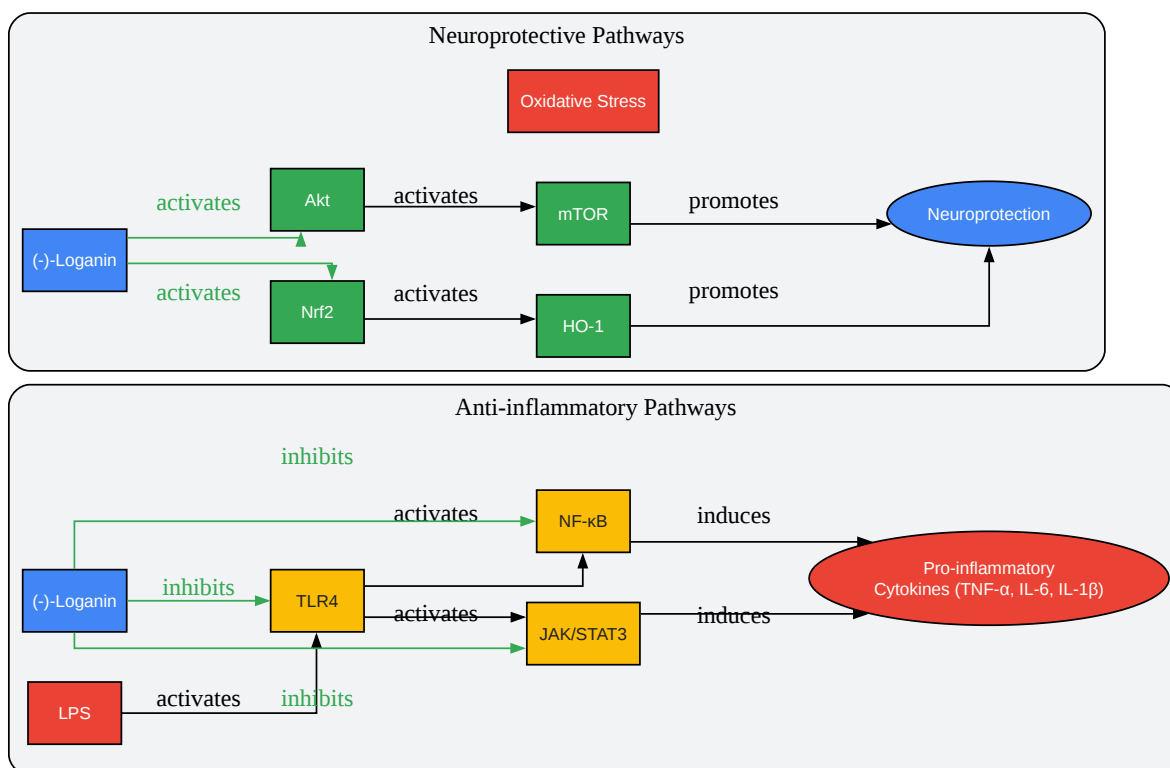 Neuroprotective Pathways
Oxidative Stress
activates
Akt
activates
mTOR
promotes
Neuroprotection
(-)-Loganin
activates
Nrf2
activates
HO-1
promotes
Anti-inflammatory Pathways
inhibits
activates
NF-κB
induces
(-)-Loganin
inhibits
TLR4
activates
JAK/STAT3
induces
Pro-inflammatory
Cytokines (TNF-α, IL-6, IL-1β)
LPS
activates
inhibits